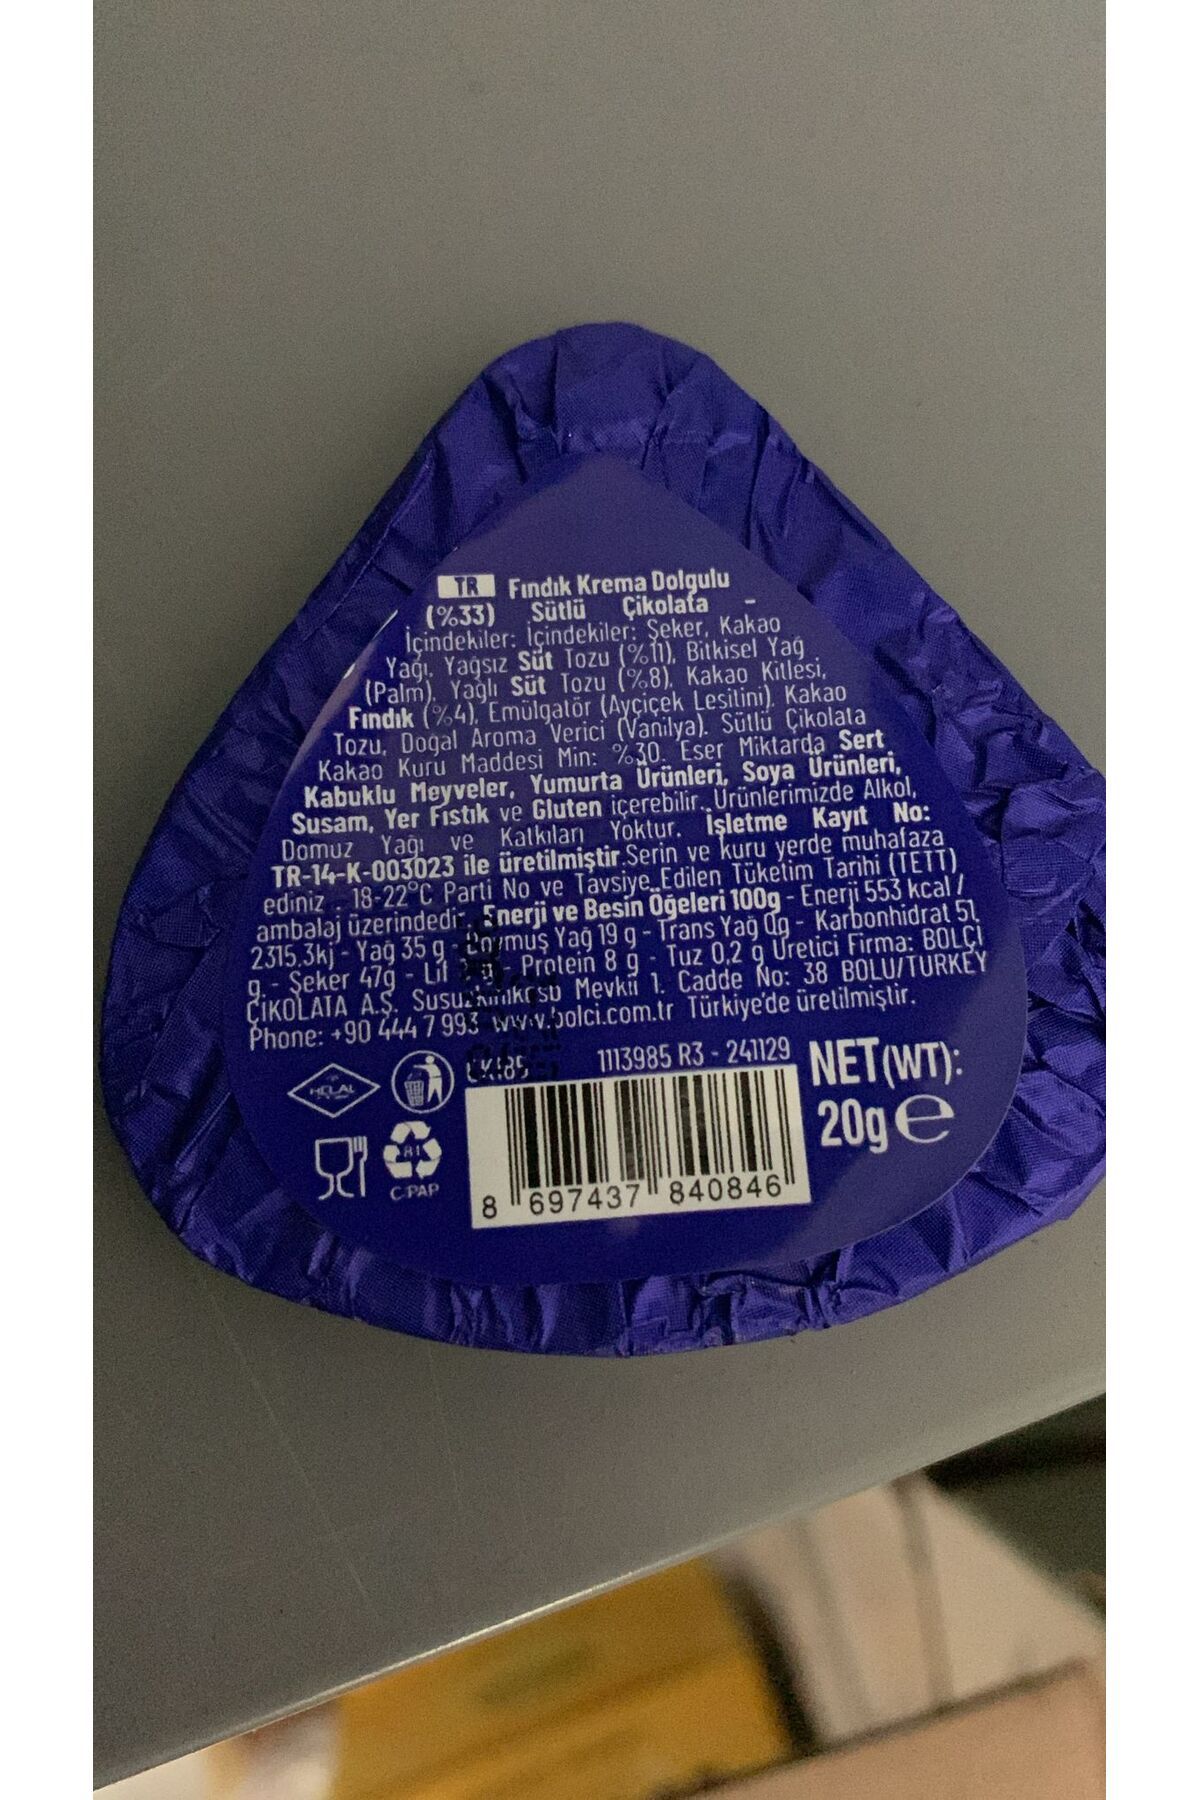 TR Fındık Krema Dolgulu
(%33) Sütlü Çikolata -
İçindekiler: İçindekiler: Şeker, Kakao
Yağı, Yağsız Süt Tozu (%11), Bitkisel Yağ
(Palm), Yağlı Süt Tozu (%8), Kakao Kitlesi,
Fındık (%4), Emülgatör (Ayçiçek Lesitini), Kakao
Tozu, Doğal Aroma Verici (Vanilya). Sütlü Çikolata
Kakao Kuru Maddesi Min: %30. Eser Miktarda Sert
Kabuklu Meyveler, Yumurta Ürünleri, Soya Ürünleri,
Susam, Yer Fıstık ve Gluten içerebilir. Ürünlerimizde Alkol,
Domuz Yağı ve Katkıları Yoktur. İşletme Kayıt No:
TR-14-K-003023 ile üretilmiştir. Serin ve kuru yerde muhafaza
ediniz . 18-22°C Parti No ve Tavsiye Edilen Tüketim Tarihi (TETT)
ambalaj üzerindedir. Enerji ve Besin Öğeleri 100g - Enerji 553 kcal /
2315.3kj - Yağ 35 g - Doymuş Yağ 19 g - Trans Yağ 0g - Karbonhidrat 51
g - Şeker 47g - Lif g - Protein 8 g - Tuz 0,2 g Üretici Firma: BOLÇİ
ÇİKOLATA A.Ş. Mevkii 1. Cadde No: 38 BOLU/TURKEY
Phone: +90 444 7 993 www.bolci.com.tr Türkiye'de üretilmiştir.
1113985 R3 - 241129
HELAL
81
C/PAP
8 697437 840846
NET(WT):
20g e